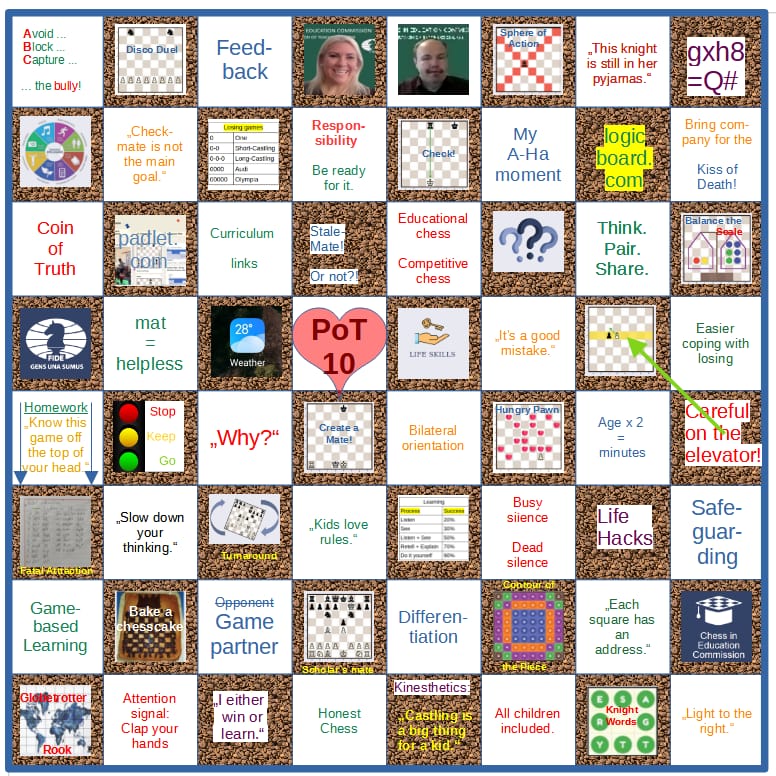 Avoid ...
Block ...
Capture ...
... the bully!
Disco Duel
Feed-
back
EDUCATION COMMISSION
Sphere of
Action
„This knight
is still in her
pyjamas.“
gxh8
=Q#
„Check-
mate is not
the main
goal.“
Losing games
0 One
0-0 Short-Castling
0-0-0 Long-Castling
0000 Audi
00000 Olympia
Respon-
sibility
Be ready
for it.
Check!
My
A-Ha
moment
logic
board.
com
Bring com-
pany for the
Kiss of
Death!
Coin
of
Truth
padlet.
com
Curriculum
links
Stale-
Mate!
Or not?!
Educational
chess
Competitive
chess
???
Think.
Pair.
Share.
Balance the
Scale
FIDE
GENS UNA SUMUS
mat
=
helpless
28°
Weather
PoT
10
LIFE SKILLS
„It’s a good
mistake.“
Easier
coping with
losing
Homework
„Know this
game off
the top of
your head.“
Stop
Keep
Go
„Why?“
Create a
Mate!
Bilateral
orientation
Hungry Pawn
Age x 2
=
minutes
Careful
on the
elevator!
Fatal Attraction
„Slow down
your
thinking.“
Turnaround
„Kids love
rules.“
Learning
Process Success
Listen 20%
See 30%
Listen + See 50%
Retell + Explain 70%
Do it yourself 90%
Busy
silence
Dead
silence
Life
Hacks
Safe-
guar-
ding
Game-
based
Learning
Bake a
chesscake
Opponent
Game
partner
Scholar's mate
Differen-
tiation
Contour of
the Piece
„Each
square has
an
address.“
Chess in
Education
Commission
Globetrotter
Rook
Attention
signal:
Clap your
hands
„I either
win or
learn.“
Honest
Chess
Kinesthetics:
„Castling is
a big thing
for a kid.“
All children
included.
E S A
R G
Y T T
Knight
Words
„Light to
the right.“